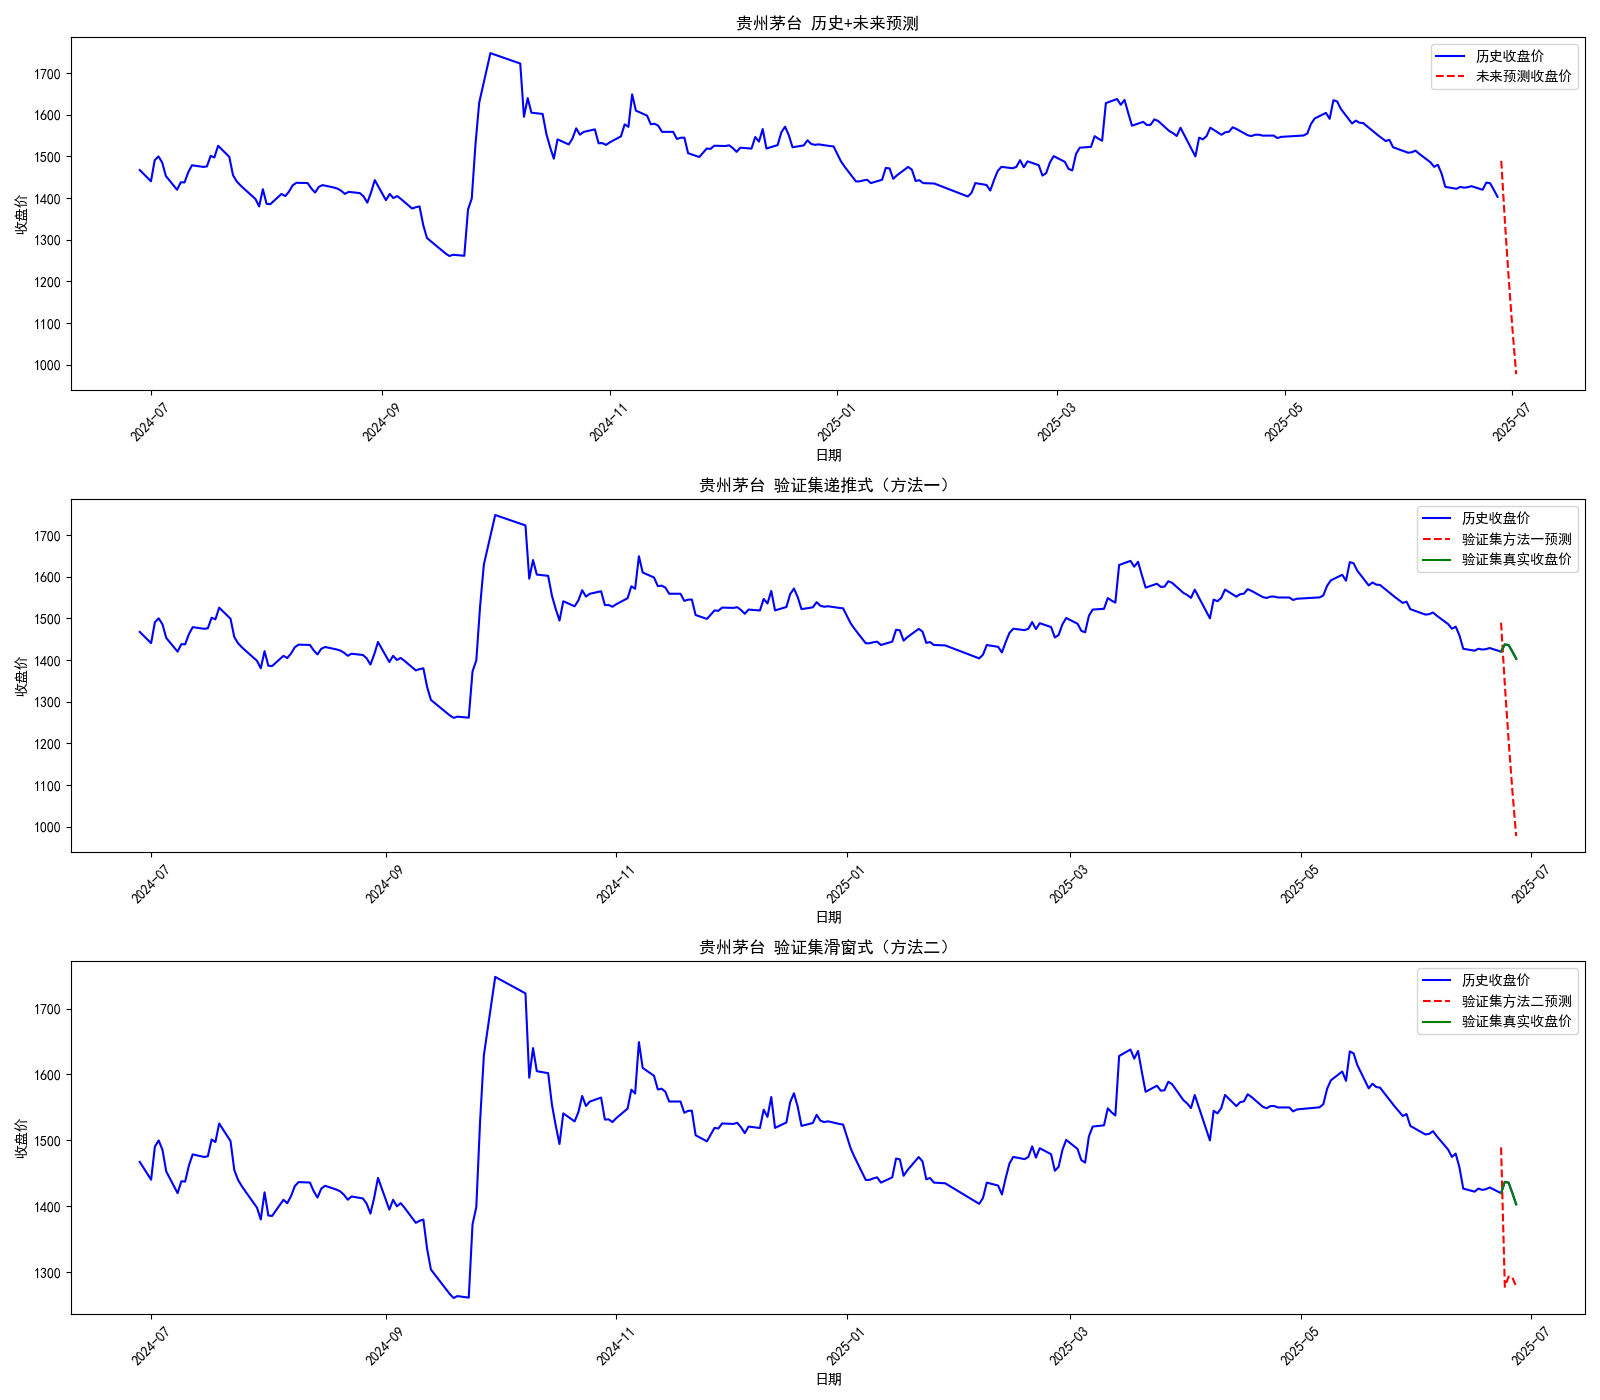 贵州茅台 历史+未来预测
历史收盘价
未来预测收盘价
收盘价
1700
1600
1500
1400
1300
1200
1100
1000
2024-07
2024-09
2024-11
2025-01
2025-03
2025-05
2025-07
日期
贵州茅台 验证集递推式（方法一）
历史收盘价
验证集方法一预测
验证集真实收盘价
收盘价
1700
1600
1500
1400
1300
1200
1100
1000
2024-07
2024-09
2024-11
2025-01
2025-03
2025-05
2025-07
日期
贵州茅台 验证集滑窗式（方法二）
历史收盘价
验证集方法二预测
验证集真实收盘价
收盘价
1700
1600
1500
1400
1300
2024-07
2024-09
2024-11
2025-01
2025-03
2025-05
2025-07
日期